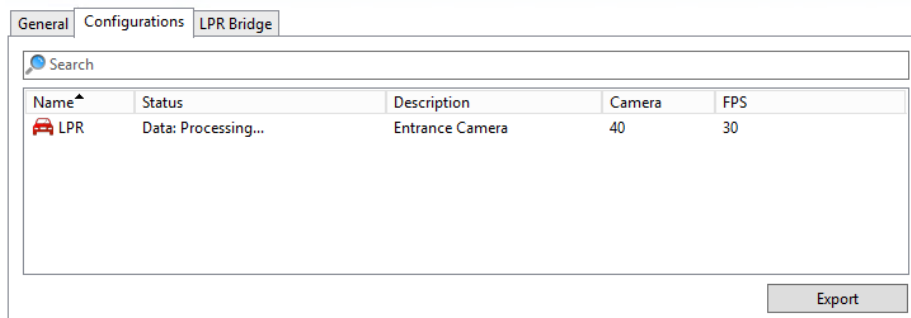 General Configurations LPR Bridge
Search
Name Status Description Camera FPS
LPR Data: Processing... Entrance Camera 40 30
Export